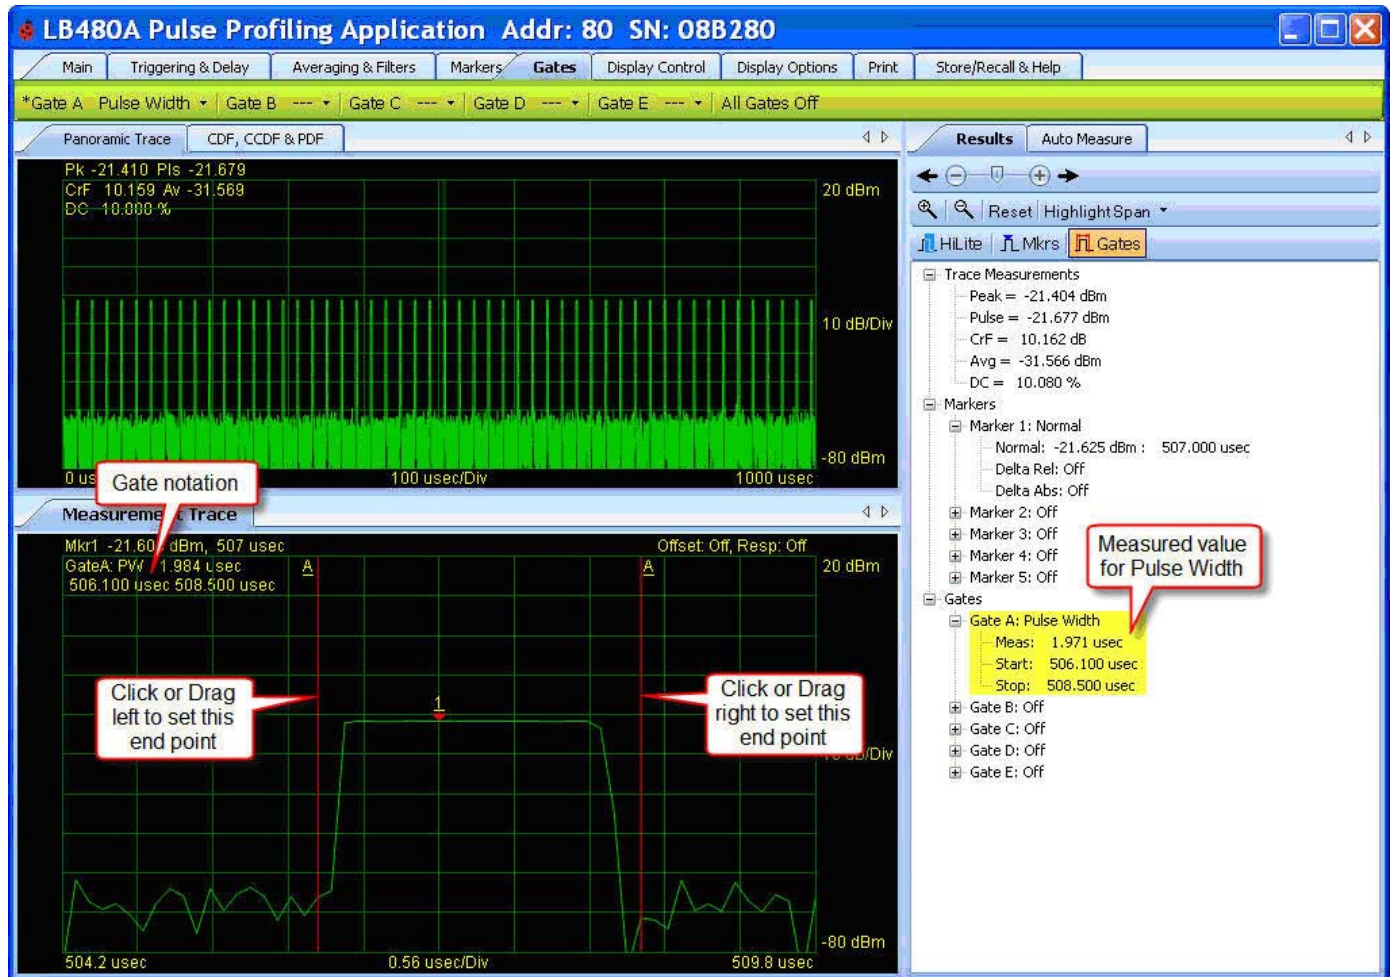 LB480A Pulse Profiling Application Addr: 80 SN: 08B280
Main Triggering & Delay Averaging & Filters Markers Gates Display Control Display Options Print Store/Recall & Help
*Gate A Pulse Width Gate B --- Gate C --- Gate D --- Gate E --- All Gates Off
Panoramic Trace CDF, CCDF & PDF
Pk -21.410 Pls -21.679
CrF 10.159 Av -31.569
DC 10.080 %
20 dBm
10 dB/Div
-80 dBm
0 us 100 usec/Div 1000 usec
Gate notation
Measurement Trace
Mkr1 -21.60 dBm, 507 usec Offset: Off, Resp: Off
GateA: PW 1.984 usec
506.100 usec 508.500 usec
A A
20 dBm
Click or Drag
left to set this
end point
1
Click or Drag
right to set this
end point
dB/Div
-80 dBm
504.2 usec 0.56 usec/Div 509.8 usec
Results Auto Measure
Reset Highlight Span
HiLite Mkrs Gates
Trace Measurements
Peak = -21.404 dBm
Pulse = -21.677 dBm
CrF = 10.162 dB
Avg = -31.566 dBm
DC = 10.080 %
Markers
Marker 1: Normal
Normal: -21.625 dBm : 507.000 usec
Delta Rel: Off
Delta Abs: Off
Marker 2: Off
Marker 3: Off
Marker 4: Off
Marker 5: Off
Measured value
for Pulse Width
Gates
Gate A: Pulse Width
Meas: 1.971 usec
Start: 506.100 usec
Stop: 508.500 usec
Gate B: Off
Gate C: Off
Gate D: Off
Gate E: Off